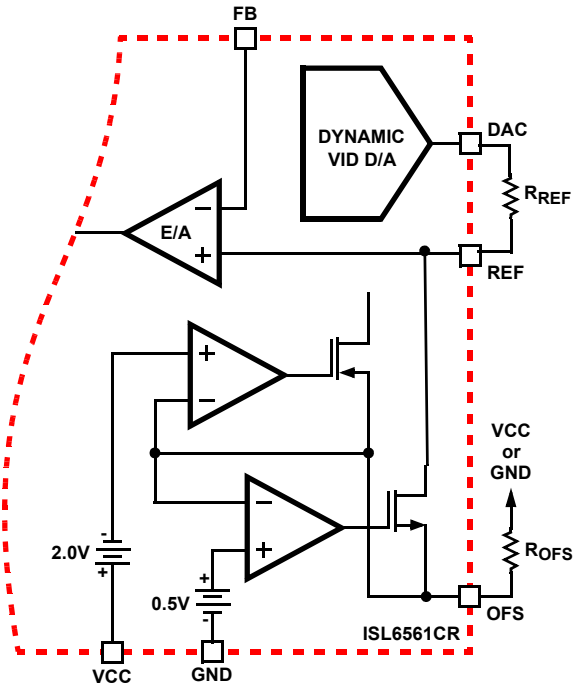 FB
DYNAMIC
VID D/A
DAC
RREF
REF
E/A
−
+
+
−
−
+
VCC
or
GND
ROFS
OFS
2.0V
-
+
0.5V
+
-
ISL6561CR
VCC
GND